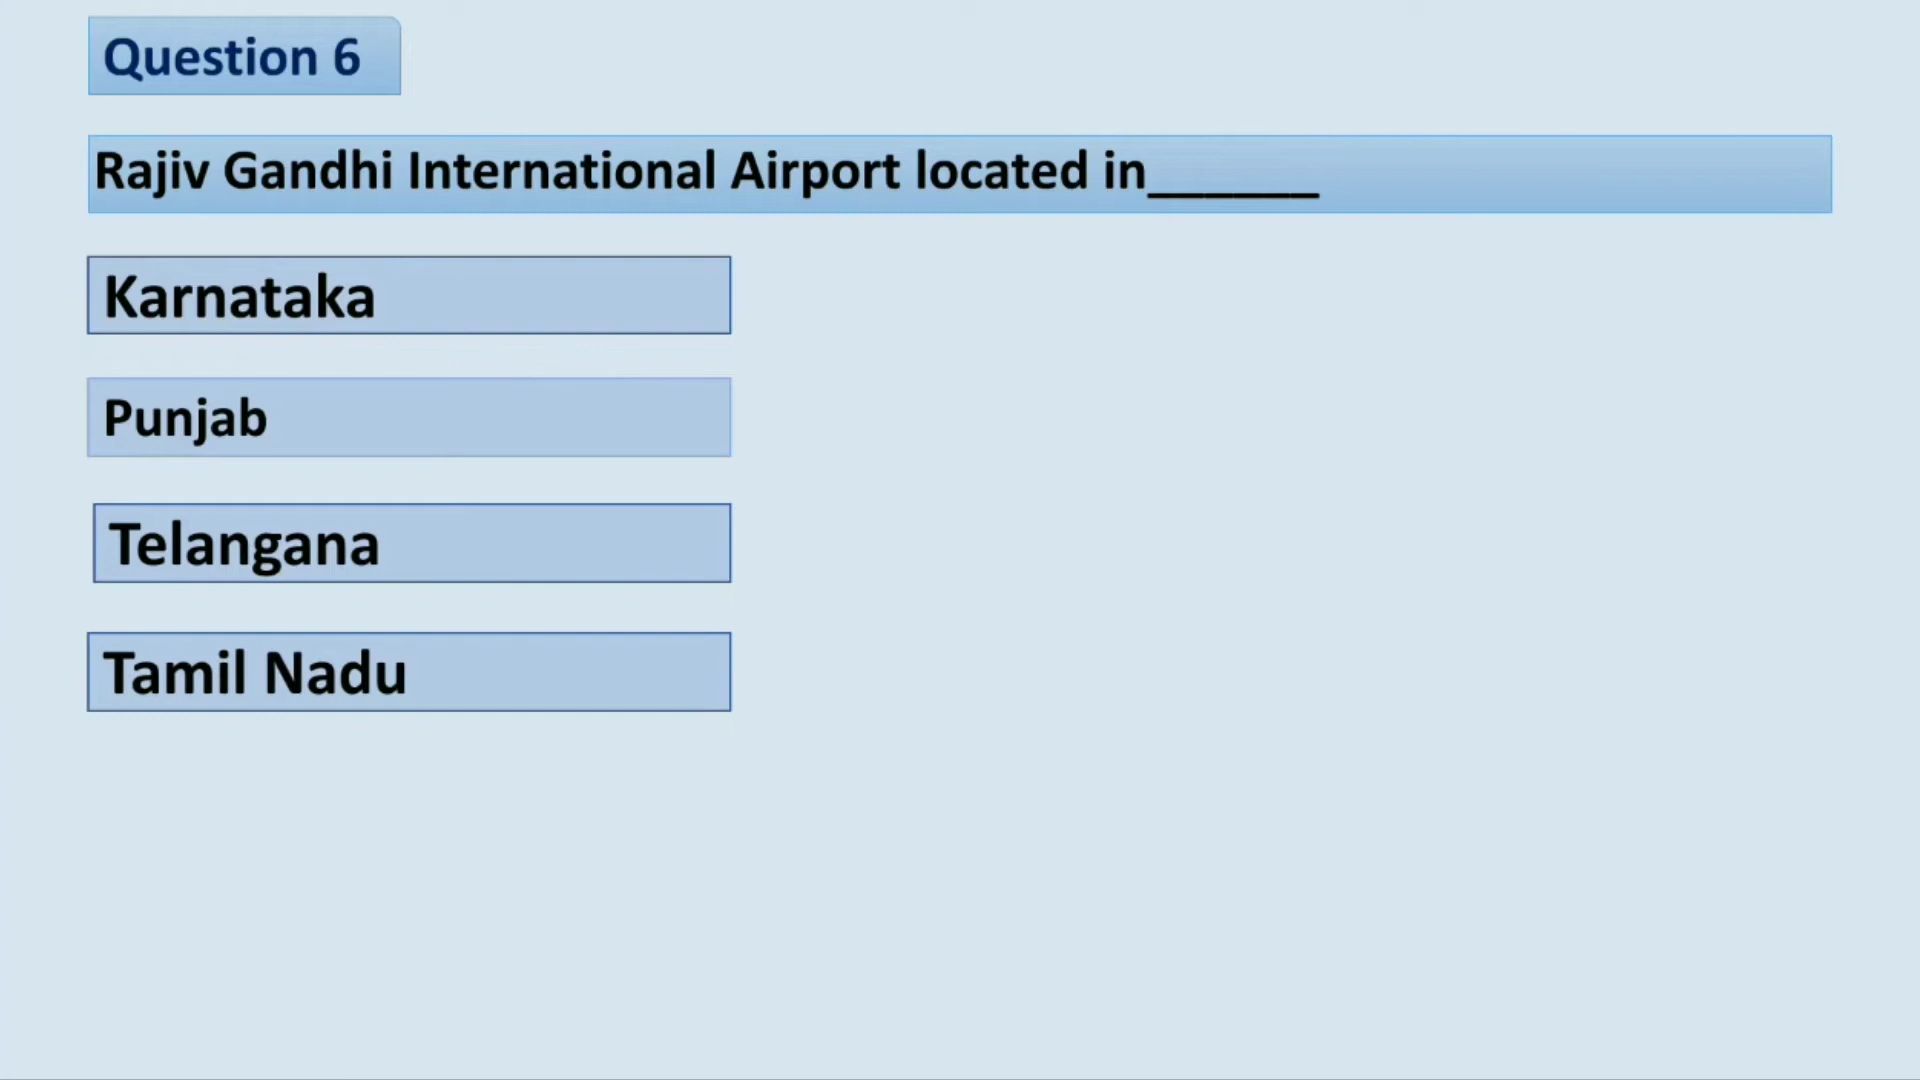 Question 6
Rajiv Gandhi International Airport located in______
Karnataka
Punjab
Telangana
Tamil Nadu